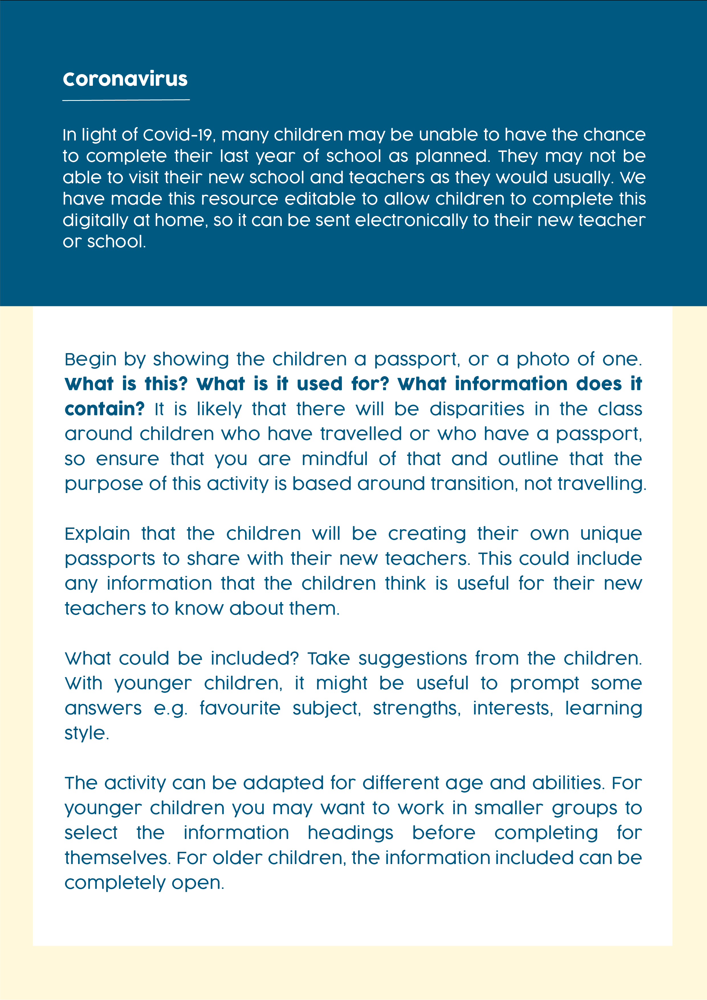 Coronavirus
In light of Covid-19, many children may be unable to have the chance
to complete their last year of school as planned. They may not be
able to visit their new school and teachers as they would usually. We
have made this resource editable to allow children to complete this
digitally at home, so it can be sent electronically to their new teacher
or school.
Begin by showing the children a passport, or a photo of one.
What is this? What is it used for? What information does it
contain? It is likely that there will be disparities in the class
around children who have travelled or who have a passport,
so ensure that you are mindful of that and outline that the
purpose of this activity is based around transition, not travelling.
Explain that the children will be creating their own unique
passports to share with their new teachers. This could include
any information that the children think is useful for their new
teachers to know about them.
What could be included? Take suggestions from the children.
With younger children, it might be useful to prompt some
answers e.g. favourite subject, strengths, interests, learning
style.
The activity can be adapted for different age and abilities. For
younger children you may want to work in smaller groups to
select the information headings before completing for
themselves. For older children, the information included can be
completely open.